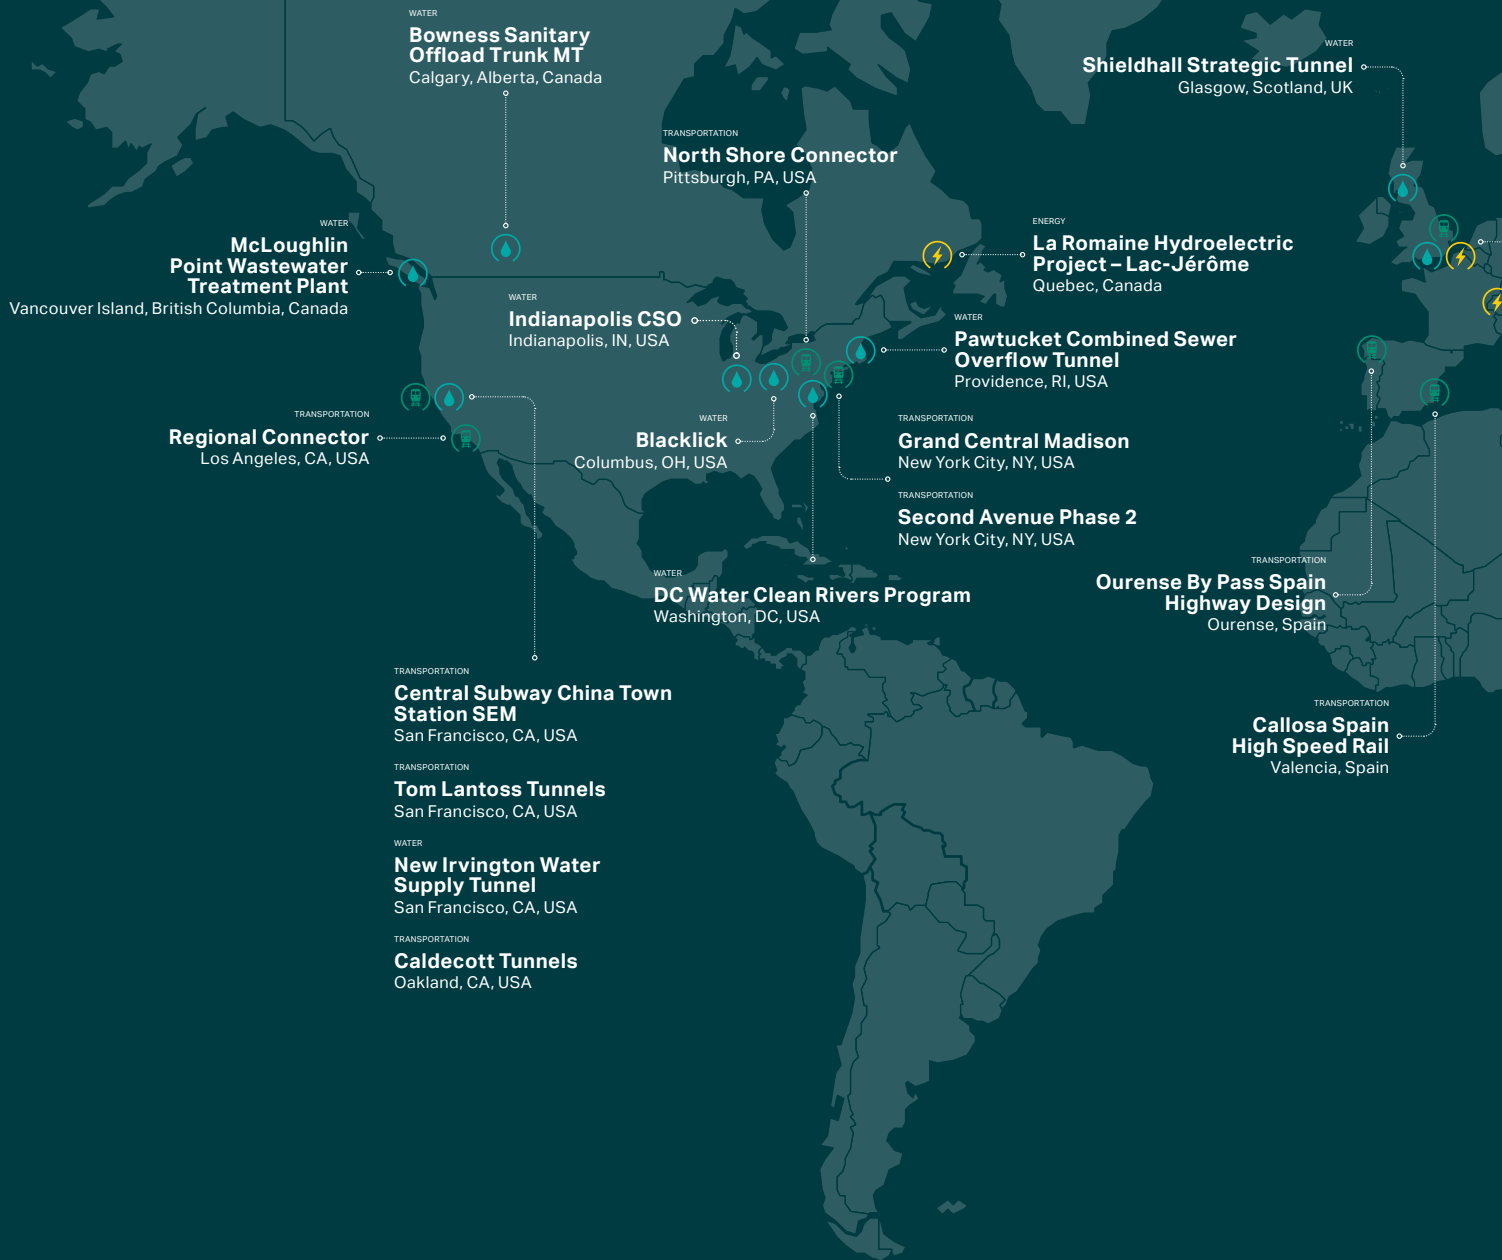 WATER
Bowness Sanitary
Offload Trunk MT
Calgary, Alberta, Canada
WATER
Shieldhall Strategic Tunnel
Glasgow, Scotland, UK
TRANSPORTATION
North Shore Connector
Pittsburgh, PA, USA
WATER
McLoughlin
Point Wastewater
Treatment Plant
Vancouver Island, British Columbia, Canada
ENERGY
La Romaine Hydroelectric
Project – Lac-Jérôme
Quebec, Canada
WATER
Indianapolis CSO
Indianapolis, IN, USA
WATER
Pawtucket Combined Sewer
Overflow Tunnel
Providence, RI, USA
TRANSPORTATION
Regional Connector
Los Angeles, CA, USA
WATER
Blacklick
Columbus, OH, USA
TRANSPORTATION
Grand Central Madison
New York City, NY, USA
TRANSPORTATION
Second Avenue Phase 2
New York City, NY, USA
WATER
DC Water Clean Rivers Program
Washington, DC, USA
TRANSPORTATION
Ourense By Pass Spain
Highway Design
Ourense, Spain
TRANSPORTATION
Central Subway China Town
Station SEM
San Francisco, CA, USA
TRANSPORTATION
Tom Lantoss Tunnels
San Francisco, CA, USA
WATER
New Irvington Water
Supply Tunnel
San Francisco, CA, USA
TRANSPORTATION
Caldecott Tunnels
Oakland, CA, USA
TRANSPORTATION
Callosa Spain
High Speed Rail
Valencia, Spain